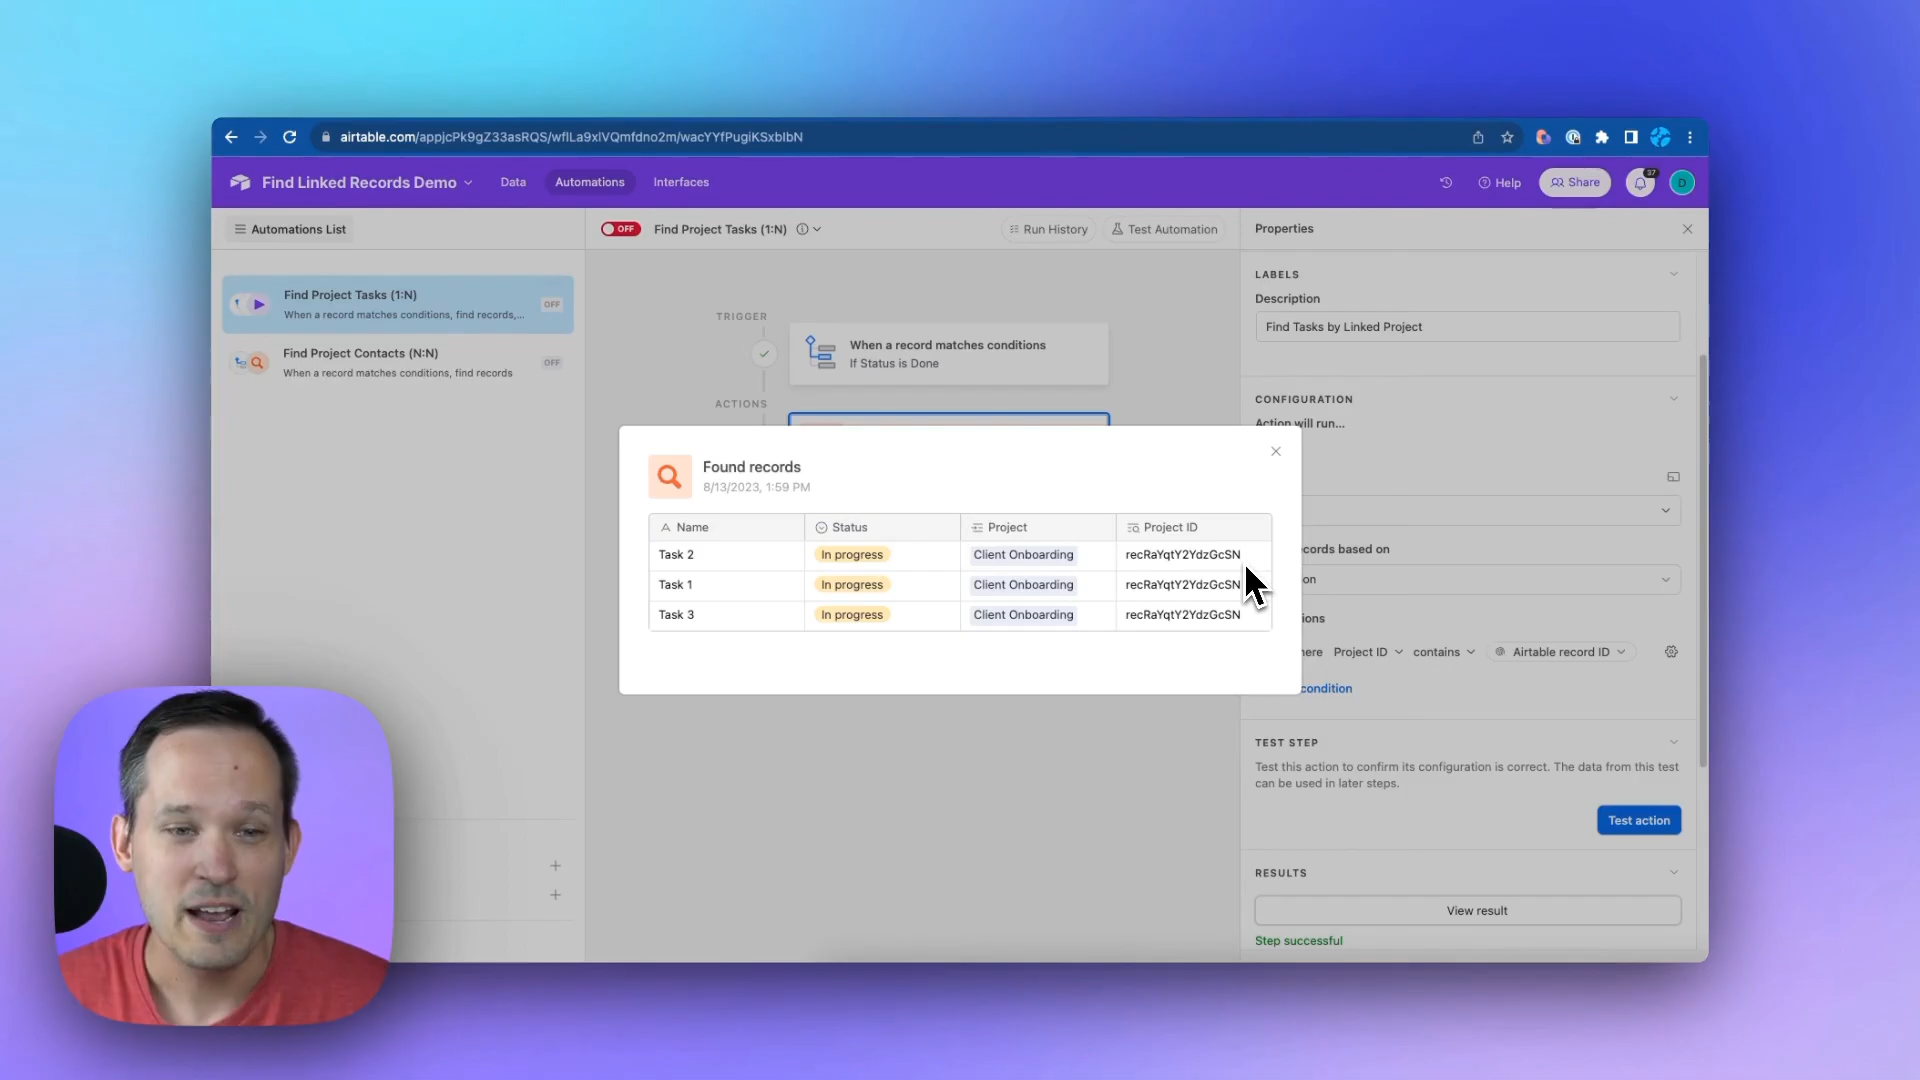 airtable.com/appjcPk9gZ33asRQS/wflLa9xlVQmfdno2m/wacYYfPugiKSxblbN
Find Linked Records Demo
Data
Automations
Interfaces
Help
Share
37
D
Automations List
OFF
Find Project Tasks (1:N)
Run History
Test Automation
Properties
Find Project Tasks (1:N)
When a record matches conditions, find records,...
OFF
Find Project Contacts (N:N)
When a record matches conditions, find records
OFF
TRIGGER
When a record matches conditions
If Status is Done
ACTIONS
LABELS
Description
Find Tasks by Linked Project
CONFIGURATION
Action will run...
Found records
8/13/2023, 1:59 PM
Name Status Project Project ID
Task 2 In progress Client Onboarding recRaYqtY2YdzGcSN
Task 1 In progress Client Onboarding recRaYqtY2YdzGcSN
Task 3 In progress Client Onboarding recRaYqtY2YdzGcSN
cords based on
on
ions
here Project ID contains Airtable record ID
condition
TEST STEP
Test this action to confirm its configuration is correct. The data from this test
can be used in later steps.
Test action
RESULTS
View result
Step successful